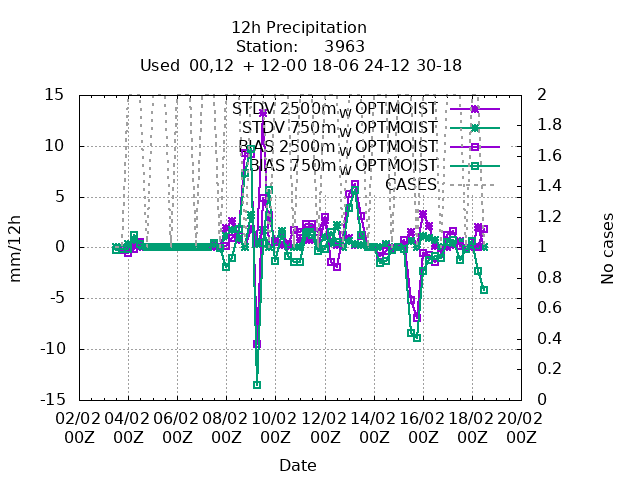 12h Precipitation
Station: 3963
Used 00,12 + 12-00 18-06 24-12 30-18
mm/12h
No cases
15
10
5
0
-5
-10
-15
2
1.8
1.6
1.4
1.2
1
0.8
0.6
0.4
0.2
0
STDV 2500m_W OPTMOIST
STDV 750m_W OPTMOIST
BIAS 2500m_W OPTMOIST
BIAS 750m_W OPTMOIST
CASES
02/02 04/02 06/02 08/02 10/02 12/02 14/02 16/02 18/02 20/02
00Z 00Z 00Z 00Z 00Z 00Z 00Z 00Z 00Z 00Z
Date